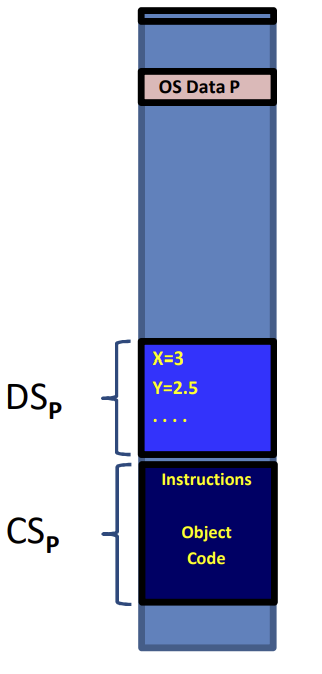 OS Data P
X=3
Y=2.5
. . . .
DSP
Instructions
Object
Code
CSP